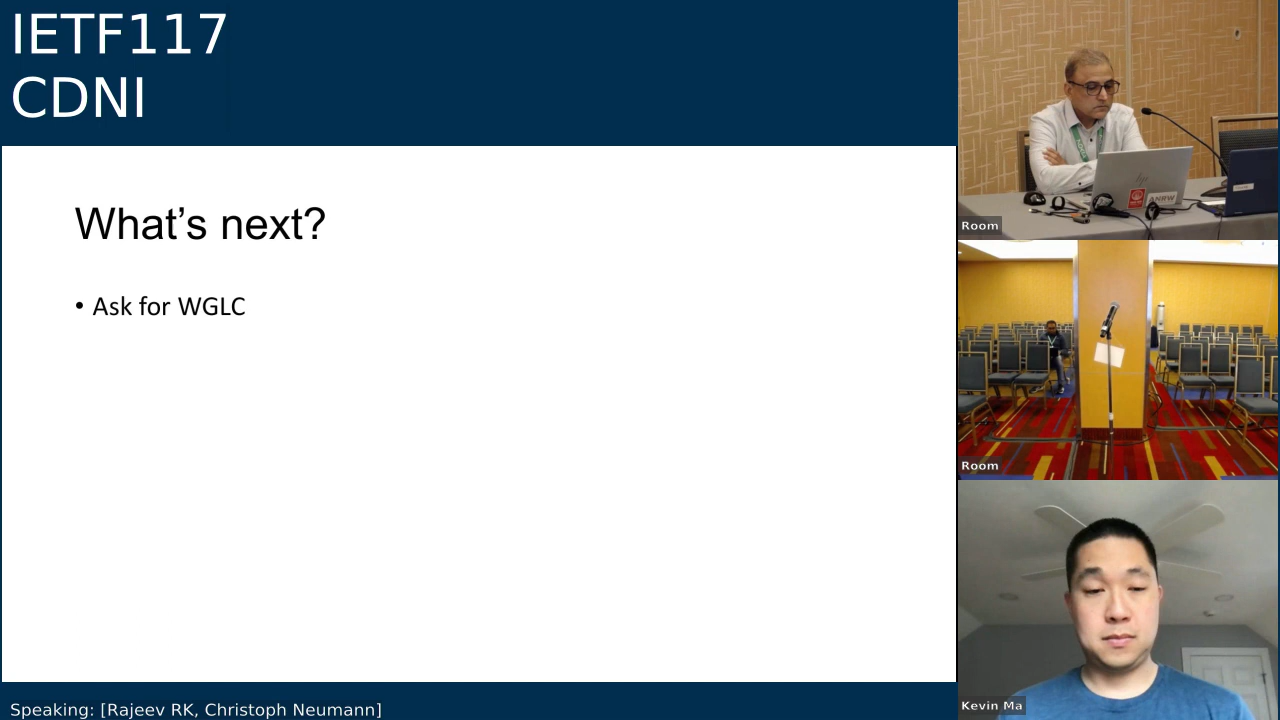 IETF117
CDNI
What's next?
• Ask for WGLC
Room
Room
Kevin Ma
Speaking: [Rajeev RK, Christoph Neumann]